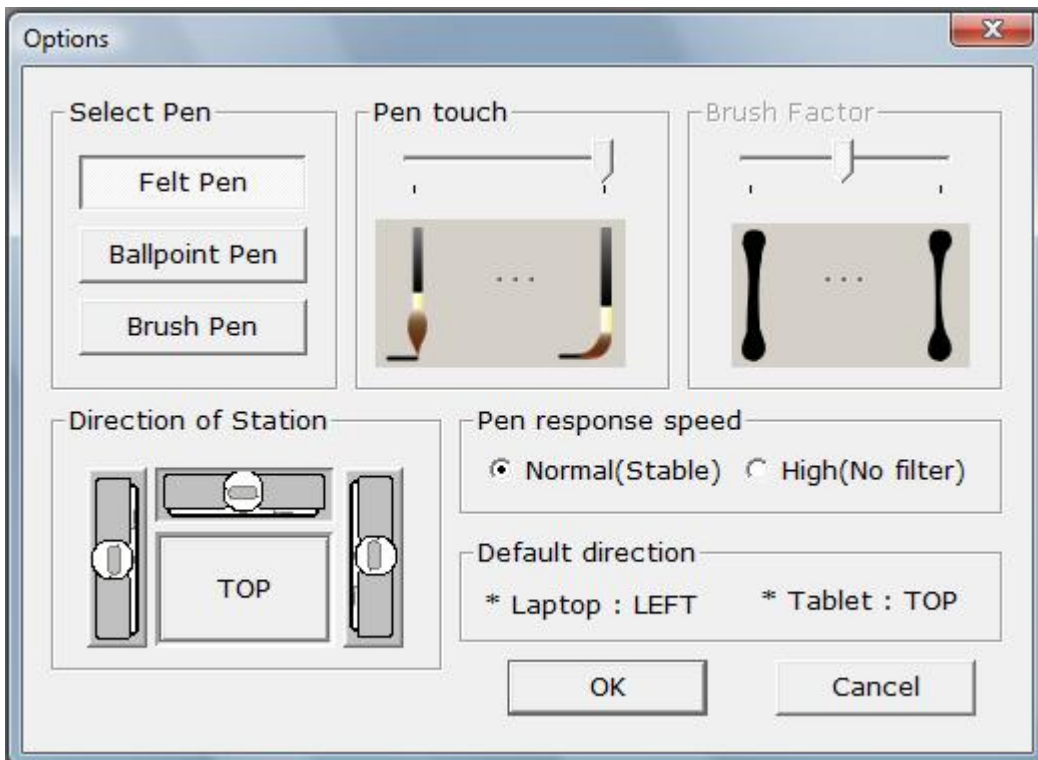 Options
Select Pen
Felt Pen
Ballpoint Pen
Brush Pen
Pen touch
...
Brush Factor
...
Direction of Station
TOP
Pen response speed
Normal(Stable) High(No filter)
Default direction
* Laptop : LEFT * Tablet : TOP
OK Cancel